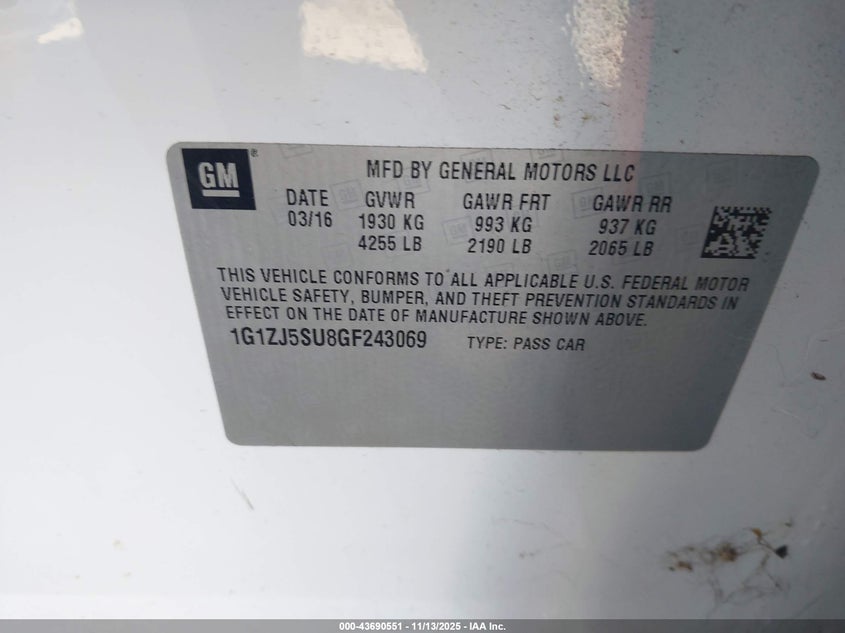 GM ®
MFD BY GENERAL MOTORS LLC
DATE GVWR GAWR FRT GAWR RR
03/16 1930 KG 993 KG 937 KG
4255 LB 2190 LB 2065 LB
THIS VEHICLE CONFORMS TO ALL APPLICABLE U.S. FEDERAL MOTOR
VEHICLE SAFETY, BUMPER, AND THEFT PREVENTION STANDARDS IN
EFFECT ON THE DATE OF MANUFACTURE SHOWN ABOVE.
1G1ZJ5SU8GF243069 TYPE: PASS CAR
000-43690551 - 11/13/2025 - IAA Inc.